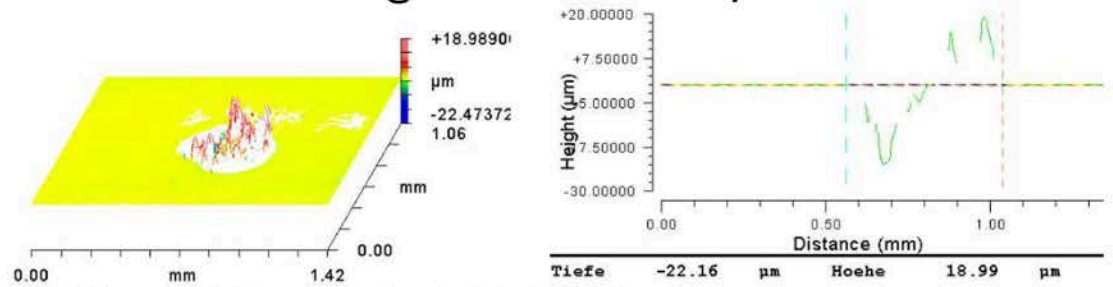 +18.9890
µm
-22.47372
1.06
mm
0.00
0.00 mm 1.42
+20.00000
+7.50000
5.00000
7.50000
-30.00000
Height (µm)
0.00 0.50 1.00
Distance (mm)
Tiefe -22.16 µm Hoehe 18.99 µm